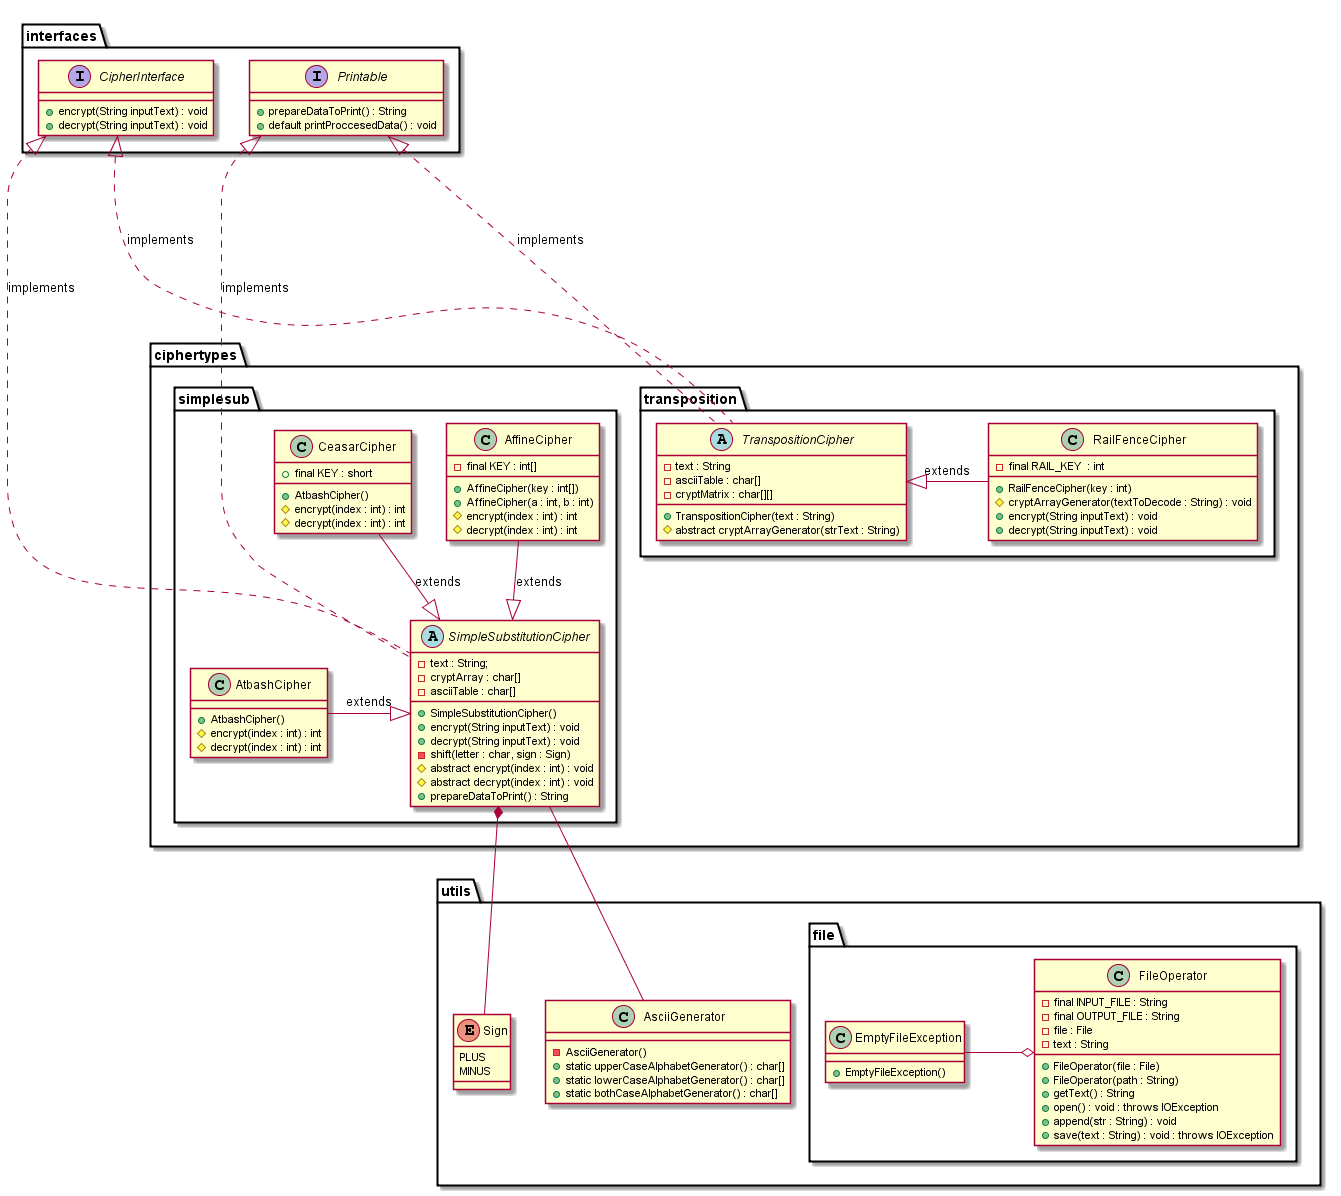 interfaces
CipherInterface
encrypt(String inputText) : void
decrypt(String inputText) : void
Printable
prepareDataToPrint() : String
default printProccesedData() : void
implements
implements
implements
implements
ciphertypes
simplesub
CeasarCipher
final KEY : short
AtbashCipher()
encrypt(index : int) : int
decrypt(index : int) : int
AffineCipher
final KEY : int[]
AffineCipher(key : int[])
AffineCipher(a : int, b : int)
encrypt(index : int) : int
decrypt(index : int) : int
transposition
TranspositionCipher
text : String
asciiTable : char[]
cryptMatrix : char[][]
TranspositionCipher(text : String)
abstract cryptArrayGenerator(strText : String)
extends
RailFenceCipher
final RAIL_KEY : int
RailFenceCipher(key : int)
cryptArrayGenerator(textToDecode : String) : void
encrypt(String inputText) : void
decrypt(String inputText) : void
extends
extends
SimpleSubstitutionCipher
text : String;
cryptArray : char[]
asciiTable : char[]
SimpleSubstitutionCipher()
encrypt(String inputText) : void
decrypt(String inputText) : void
shift(letter : char, sign : Sign)
abstract encrypt(index : int) : void
abstract decrypt(index : int) : void
prepareDataToPrint() : String
AtbashCipher
AtbashCipher()
encrypt(index : int) : int
decrypt(index : int) : int
extends
utils
Sign
PLUS
MINUS
AsciiGenerator
AsciiGenerator()
static upperCaseAlphabetGenerator() : char[]
static lowerCaseAlphabetGenerator() : char[]
static bothCaseAlphabetGenerator() : char[]
file
EmptyFileException
EmptyFileException()
FileOperator
final INPUT_FILE : String
final OUTPUT_FILE : String
file : File
text : String
FileOperator(file : File)
FileOperator(path : String)
getText() : String
open() : void : throws IOException
append(str : String) : void
save(text : String) : void : throws IOException